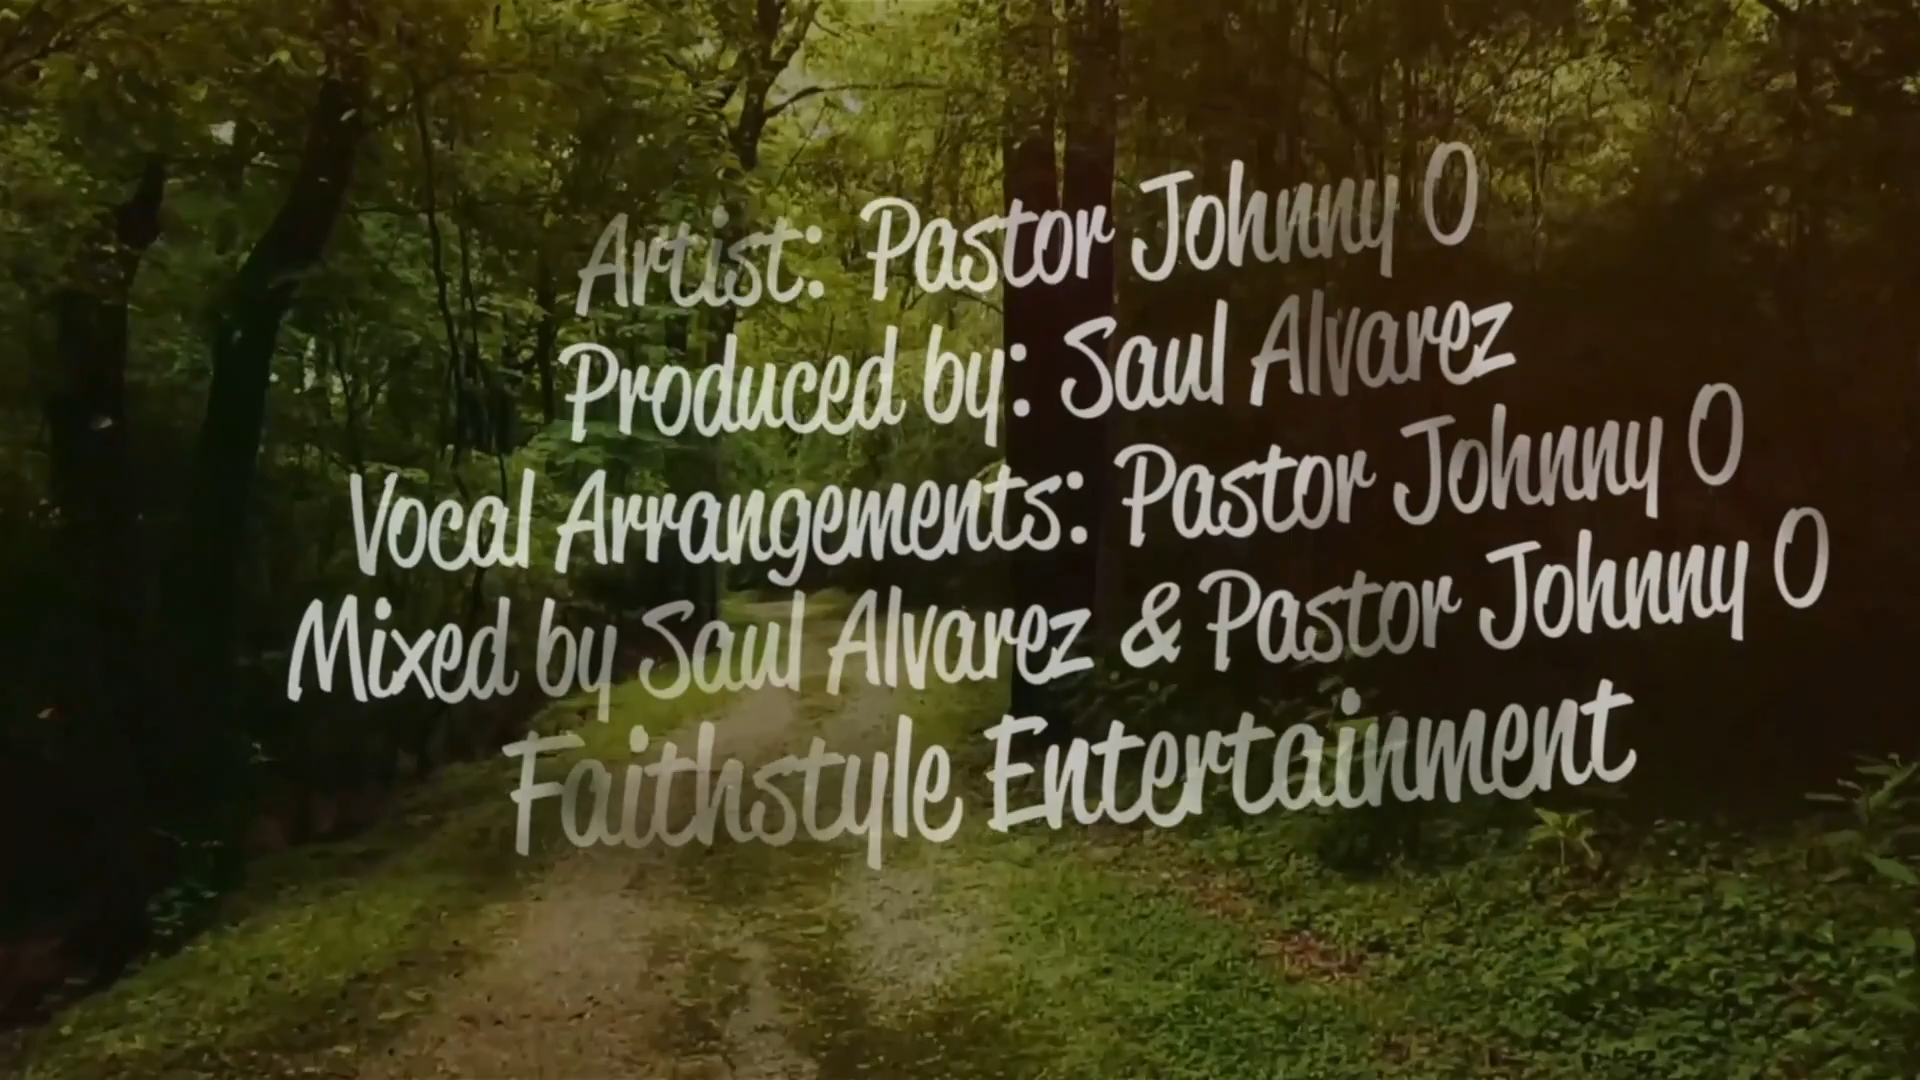 Artist: Pastor Johnny O
Produced by: Saul Alvarez
Vocal Arrangements: Pastor Johnny O
Mixed by Saul Alvarez & Pastor Johnny O
Faithstyle Entertainment